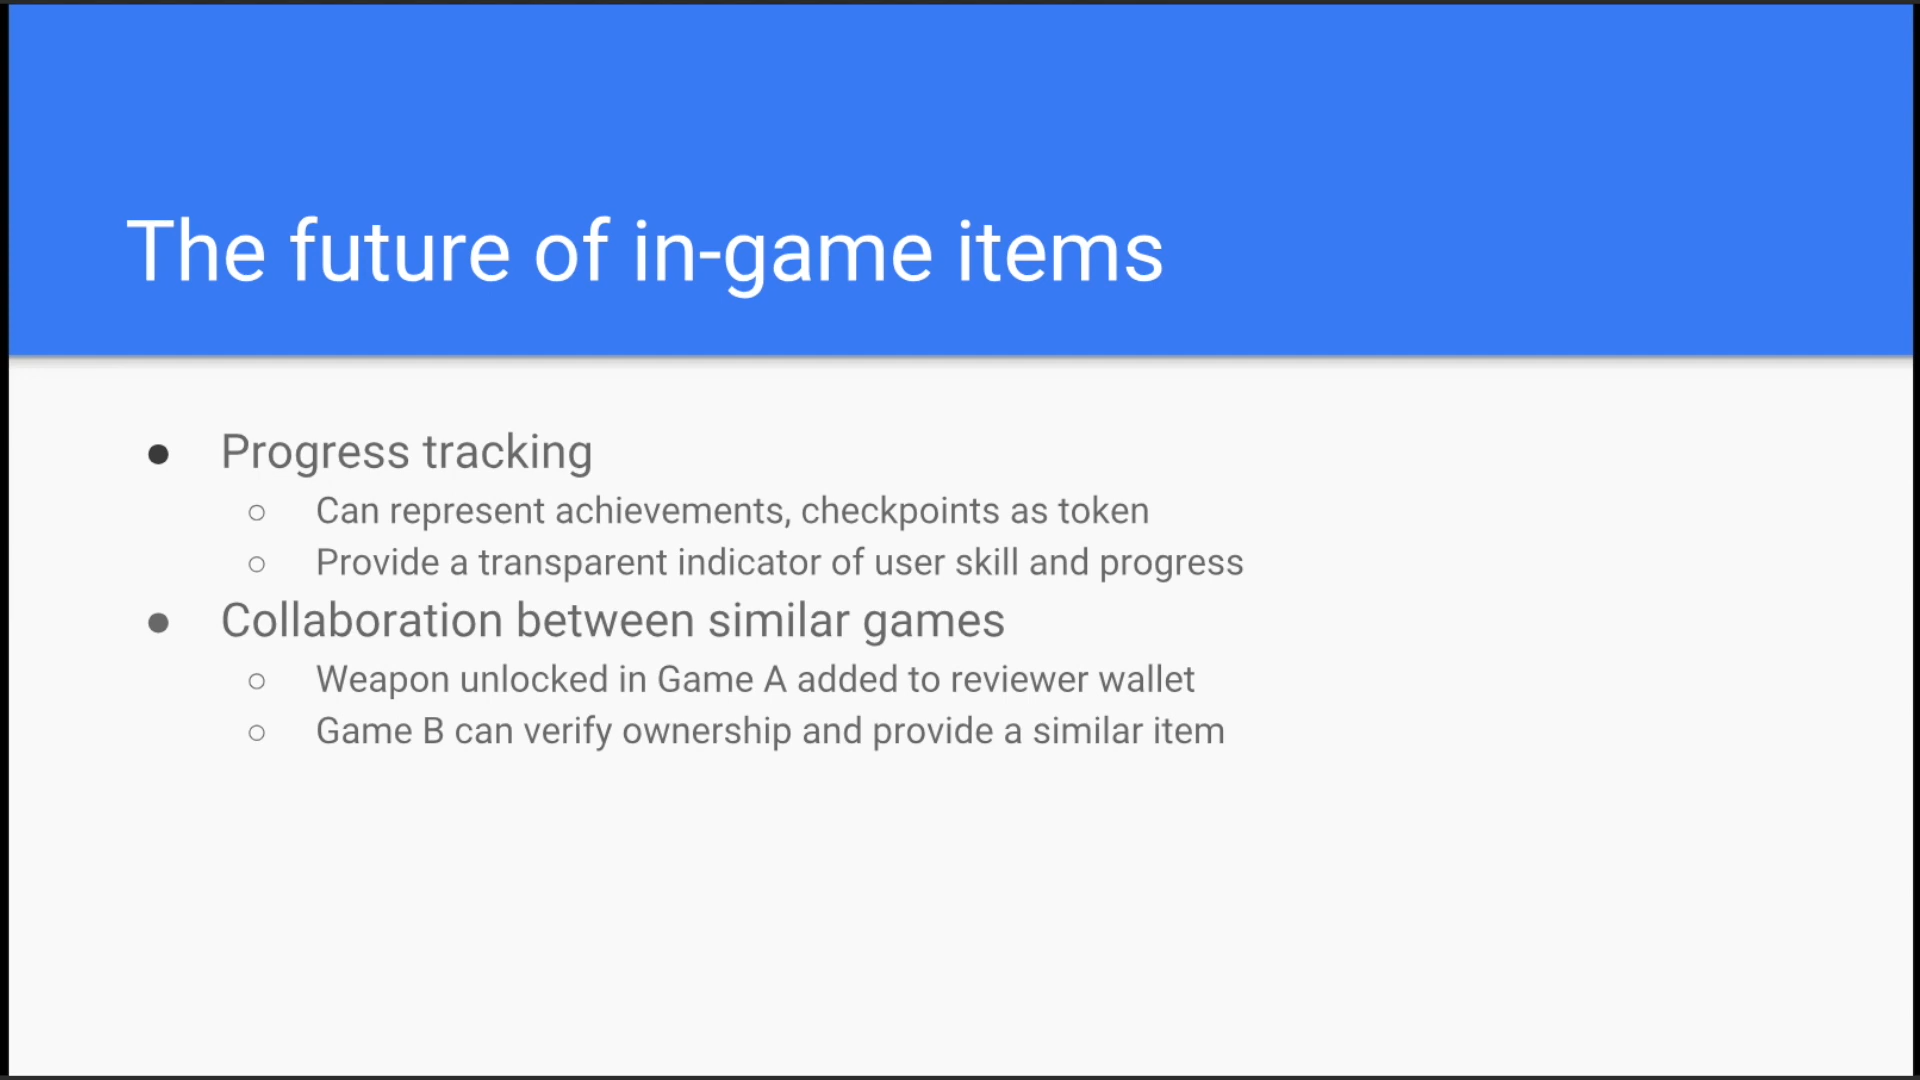 The future of in-game items
● Progress tracking
○ Can represent achievements, checkpoints as token
○ Provide a transparent indicator of user skill and progress
● Collaboration between similar games
○ Weapon unlocked in Game A added to reviewer wallet
○ Game B can verify ownership and provide a similar item